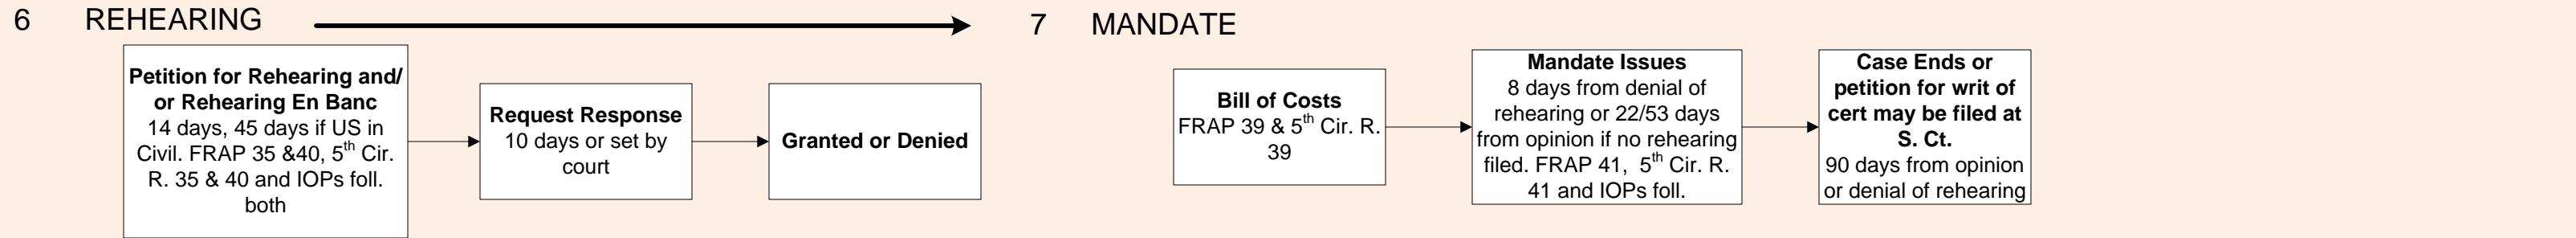 6 REHEARING
Petition for Rehearing and/
or Rehearing En Banc
14 days, 45 days if US in
Civil. FRAP 35 &40, 5th Cir.
R. 35 & 40 and IOPs foll.
both
Request Response
10 days or set by
court
Granted or Denied
7 MANDATE
Bill of Costs
FRAP 39 & 5th Cir. R.
39
Mandate Issues
8 days from denial of
rehearing or 22/53 days
from opinion if no rehearing
filed. FRAP 41, 5th Cir. R.
41 and IOPs foll.
Case Ends or
petition for writ of
cert may be filed at
S. Ct.
90 days from opinion
or denial of rehearing